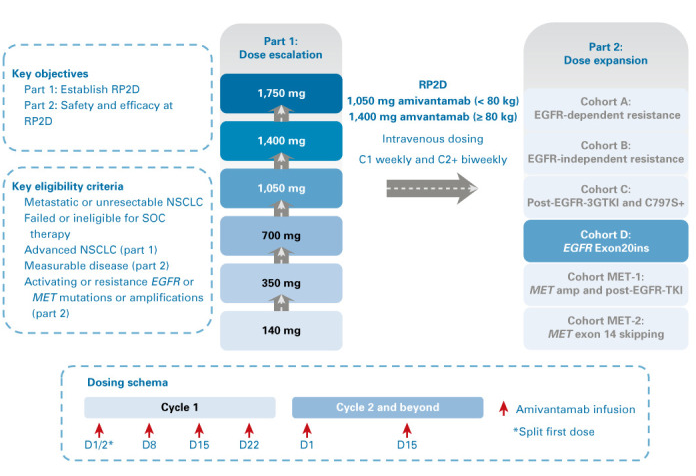 Key objectives
Part 1: Establish RP2D
Part 2: Safety and efficacy at
RP2D
Key eligibility criteria
Metastatic or unresectable NSCLC
Failed or ineligible for SOC
therapy
Advanced NSCLC (part 1)
Measurable disease (part 2)
Activating or resistance EGFR or
MET mutations or amplifications
(part 2)
Part 1:
Dose escalation
1,750 mg
1,400 mg
1,050 mg
700 mg
350 mg
140 mg
RP2D
1,050 mg amivantamab (< 80 kg)
1,400 mg amvantamab (≥ 80 kg)
Intravenous dosing
C1 weekly and C2+ biweekly
Part 2:
Dose expansion
Cohort A:
EGFR-dependent resistance
Cohort B:
EGFR-independent resistance
Cohort C:
Post-EGFR-3GTKI and C797S+
Cohort D:
EGFR Exon20ins
Cohort MET-1:
MET amp and post-EGFR-TKI
Cohort MET-2:
MET exon 14 skipping
Dosing schema
Cycle 1
Cycle 2 and beyond
D1/2* D8 D15 D22 D1 D15
Amivantamab infusion
*Split first dose